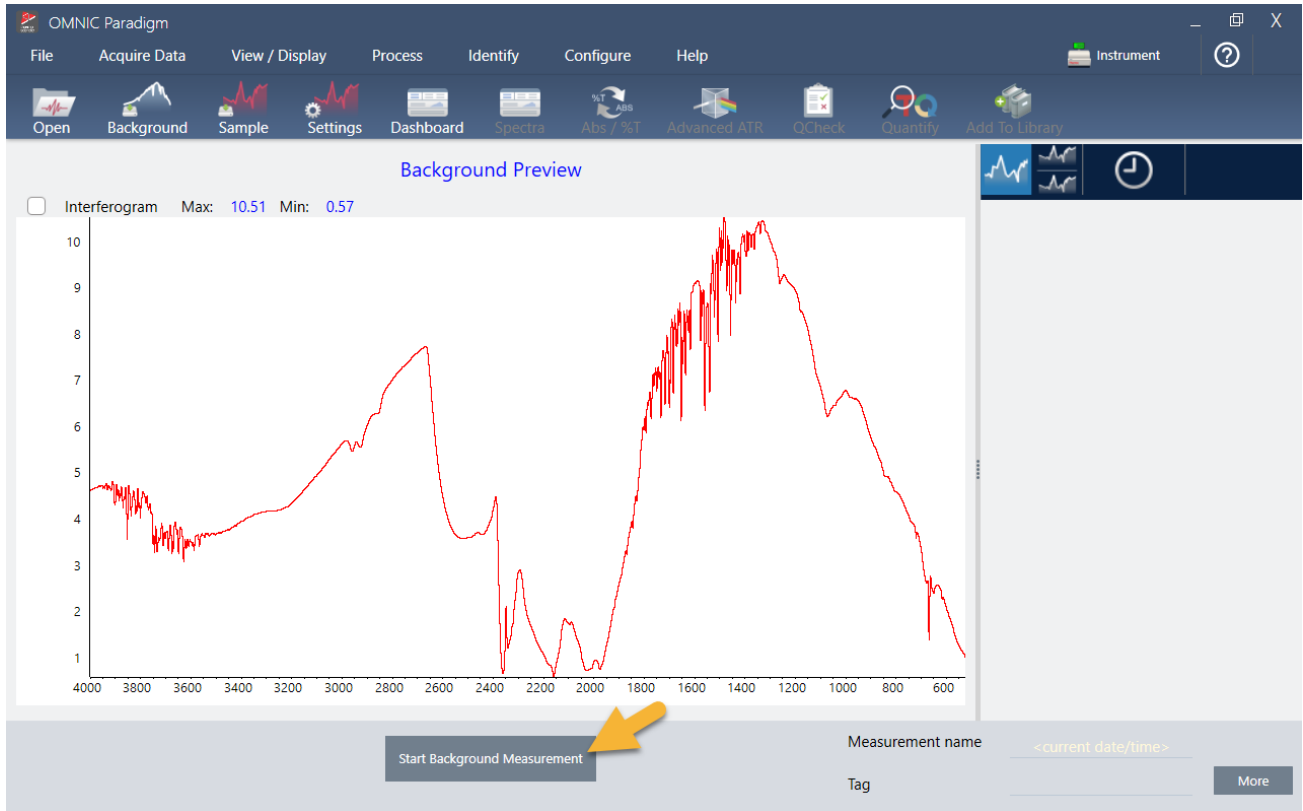 OMNIC Paradigm
X
File Acquire Data View / Display Process Identify Configure Help Instrument ?
%T ABS
Open Background Sample Settings Dashboard Spectra Abs / %T Advanced ATR QCheck Quantify Add To Library
Background Preview
Interferogram Max: 10.51 Min: 0.57
10
9
8
7
6
5
4
3
2
1
4000 3800 3600 3400 3200 3000 2800 2600 2400 2200 2000 1800 1600 1400 1200 1000 800 600
Start Background Measurement
Measurement name <current date/time>
Tag
More